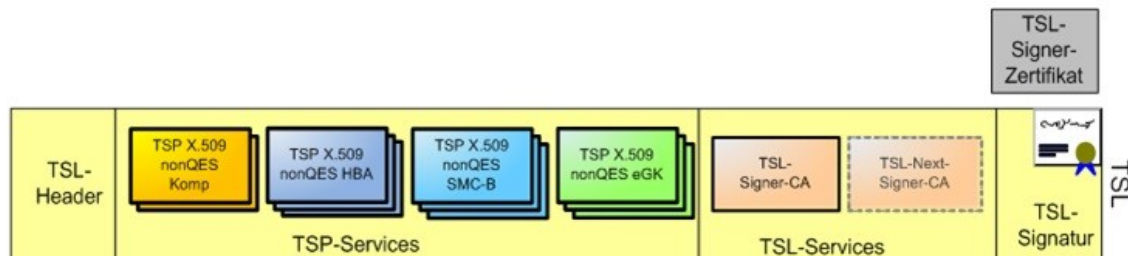 TSL-
Signer-
Zertifikat
TSL-
Header
TSP X.509
nonQES
Komp
TSP X.509
nonQES HBA
TSP X.509
nonQES
SMC-B
TSP X.509
nonQES eGK
TSP-Services
TSL-
Signer-CA
TSL-Next-
Signer-CA
TSL-Services
TSL-
Signatur
TSL